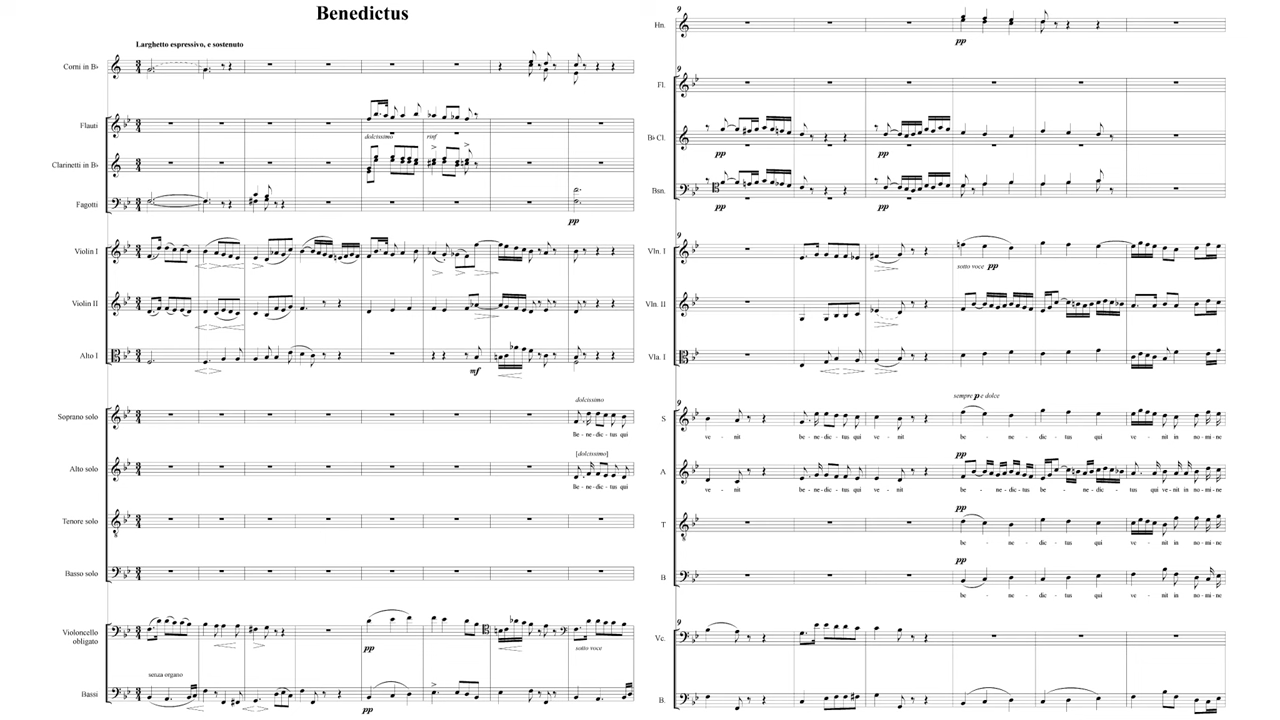 Benedictus
Larghetto espressivo, e sostenuto
Corni in B♭
Flauti
dolcissimo
rinf
Clarinetti in B♭
Fagotti
pp
Violin I
Violin II
Alto I
mf
dolcissimo
Soprano solo
Be - ne - dic - tus qui
[dolcissimo]
Alto solo
Be - ne - dic - tus qui
Tenore solo
Basso solo
Violoncello
obligato
pp
sotto voce
senza organo
Bassi
pp
9
Hn.
pp
Fl.
B♭ Cl.
pp
pp
Bsn.
pp
pp
9
Vln. I
sotto voce pp
Vln. II
Vla. I
sempre p e dolce
9
S
ve - nit be - ne - dic - tus qui ve - nit be - ne - dic - tus qui ve - nit in no - mi - ne
pp
A
ve - nit be - ne - dic - tus qui ve - nit be - ne - dic - tus be - ne - dic - tus qui ve - nit in no - mi - ne
pp
T
be - ne - dic - tus qui ve - nit in no - mi - ne
pp
B
be - ne - dic - tus qui ve - nit in no - mi - ne
9
Vc.
B.